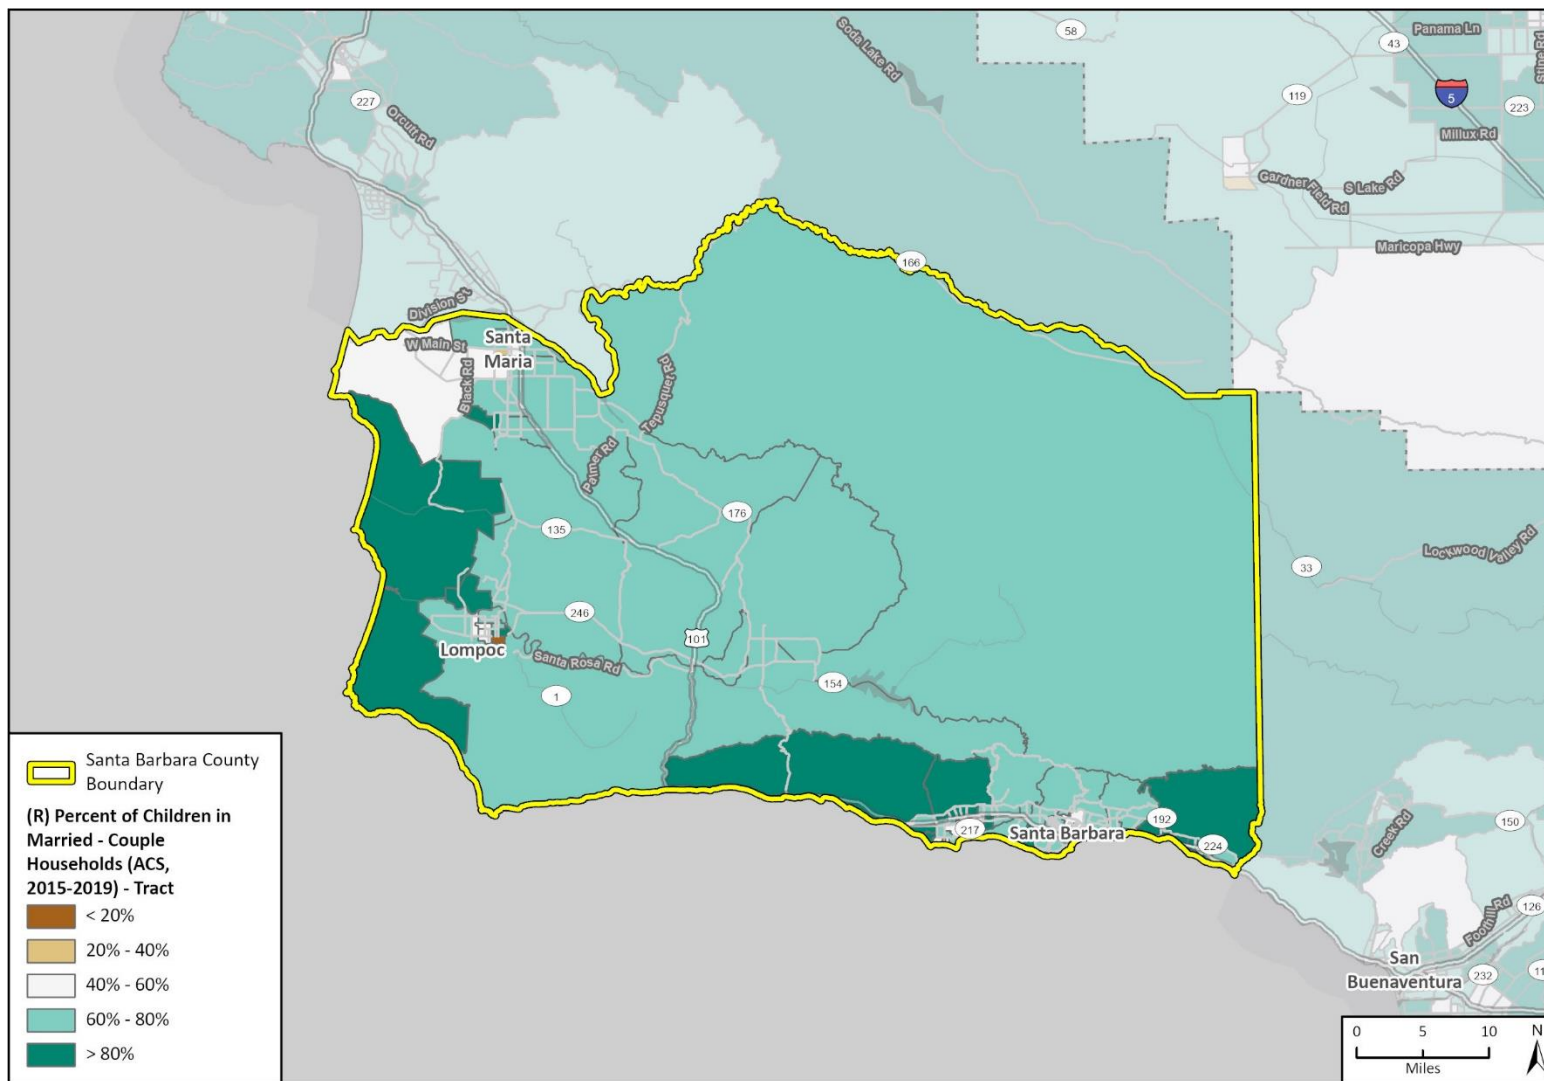 58
43
Panama Ln
Stine Rd
Soda Lake Rd
5
119
223
227
Orcutt Rd
Millux Rd
Gardner Field Rd
S Lake Rd
Maricopa Hwy
166
Division St
Santa
Maria
W Main St
Black Rd
Tepusquet Rd
Palmer Rd
176
135
Lockwood Valley Rd
33
246
101
Lompoc
Santa Rosa Rd
154
1
217
Santa Barbara
192
224
150
Creek Rd
126
Foothill Rd
San
Buenaventura
232
11
Santa Barbara County
Boundary
(R) Percent of Children in
Married - Couple
Households (ACS,
2015-2019) - Tract
< 20%
20% - 40%
40% - 60%
60% - 80%
> 80%
0 5 10
Miles
N